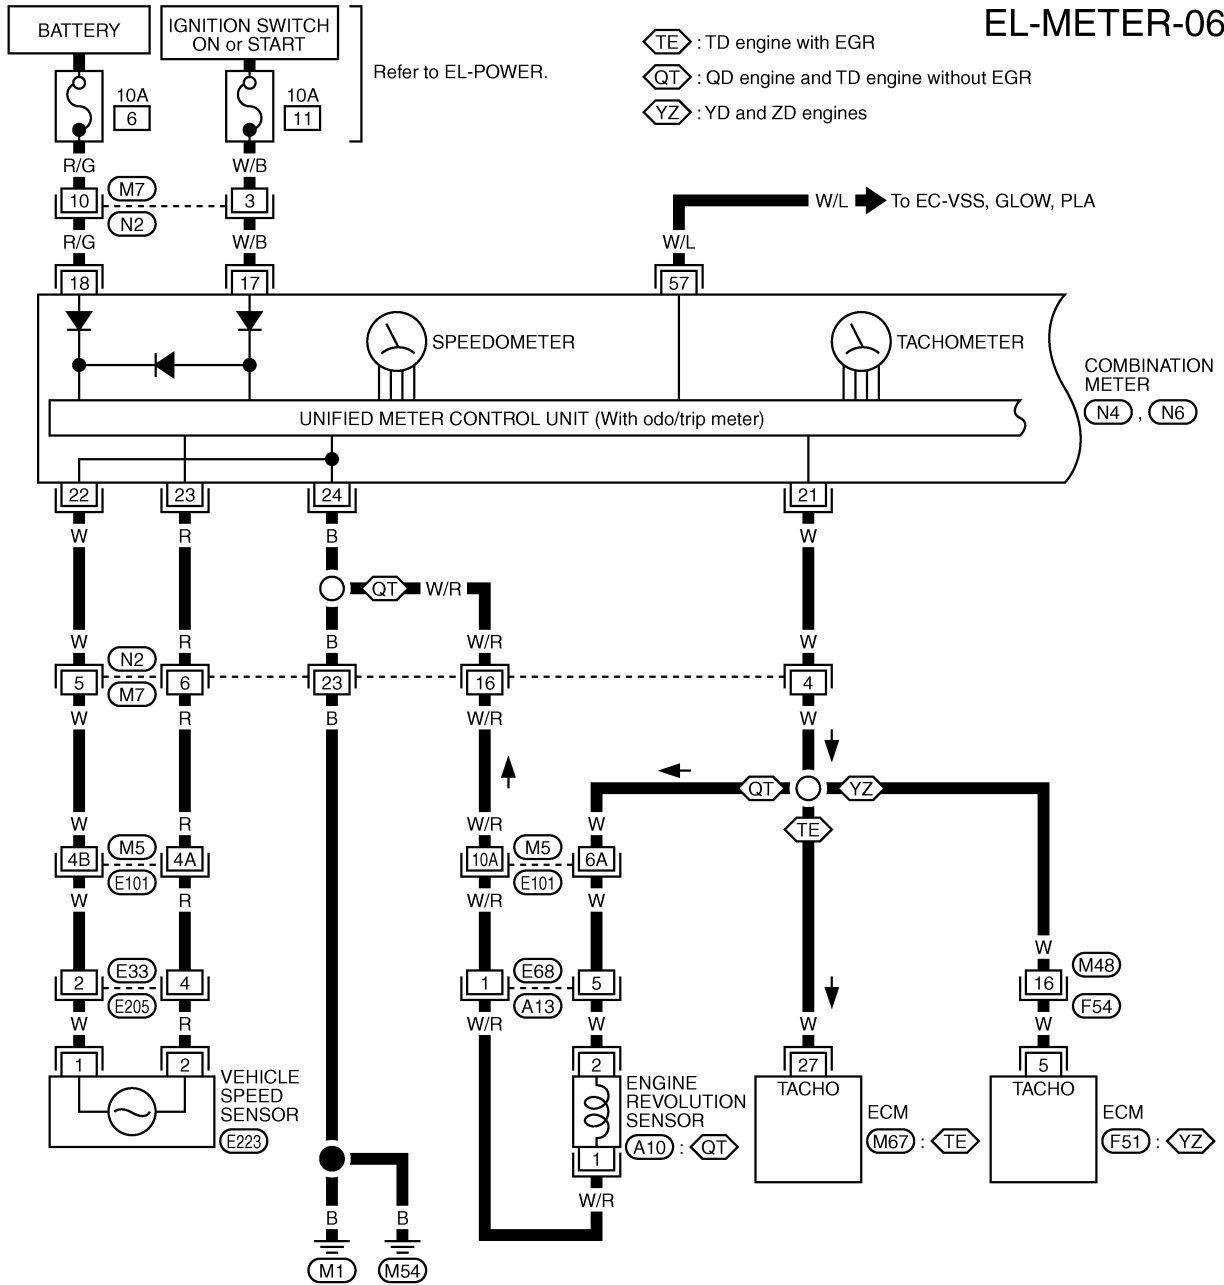 EL-METER-06
BATTERY
IGNITION SWITCH
ON or START
Refer to EL-POWER.
TE : TD engine with EGR
QT : QD engine and TD engine without EGR
YZ : YD and ZD engines
10A
6
10A
11
R/G
W/B
10
M7
N2
3
R/G
W/B
W/L
To EC-VSS, GLOW, PLA
W/L
18
17
57
SPEEDOMETER
TACHOMETER
COMBINATION
METER
N4 , N6
UNIFIED METER CONTROL UNIT (With odo/trip meter)
22
23
24
21
W
R
B
W
QT
W/R
W
R
B
W/R
W
5
N2
M7
6
23
16
4
W
R
B
W/R
W
QT
YZ
TE
W
R
W/R
W
4B
M5
E101
4A
10A
M5
E101
6A
W
R
W/R
W
W
2
E33
E205
4
1
E68
A13
5
16
M48
F54
W
R
W/R
W
W
W
1
2
2
27
5
VEHICLE
SPEED
SENSOR
E223
ENGINE
REVOLUTION
SENSOR
A10 : QT
1
TACHO
ECM
M67 : TE
TACHO
ECM
F51 : YZ
W/R
B
B
M1
M54